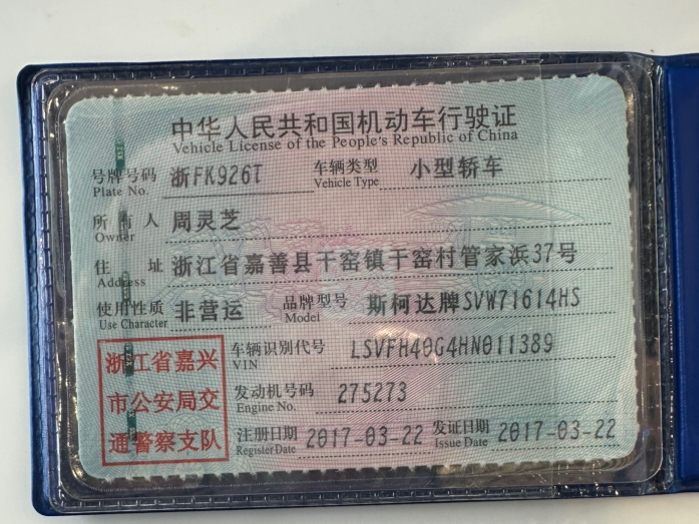 中华人民共和国机动车行驶证
Vehicle License of the People's Republic of China
号牌号码 浙FK926T 车辆类型 小型轿车
Plate No. Vehicle Type
所有人 周灵芝
Owner
住址 浙江省嘉善县干窑镇干窑村管家浜37号
Address
使用性质 非营运 品牌型号 斯柯达牌SVW71614HS
Use Character Model
浙江省嘉兴
市公安局交
通警察支队
车辆识别代号 LSVFH40G4HN011389
VIN
发动机号码 275273
Engine No.
注册日期 2017-03-22 发证日期 2017-03-22
Register Date Issue Date